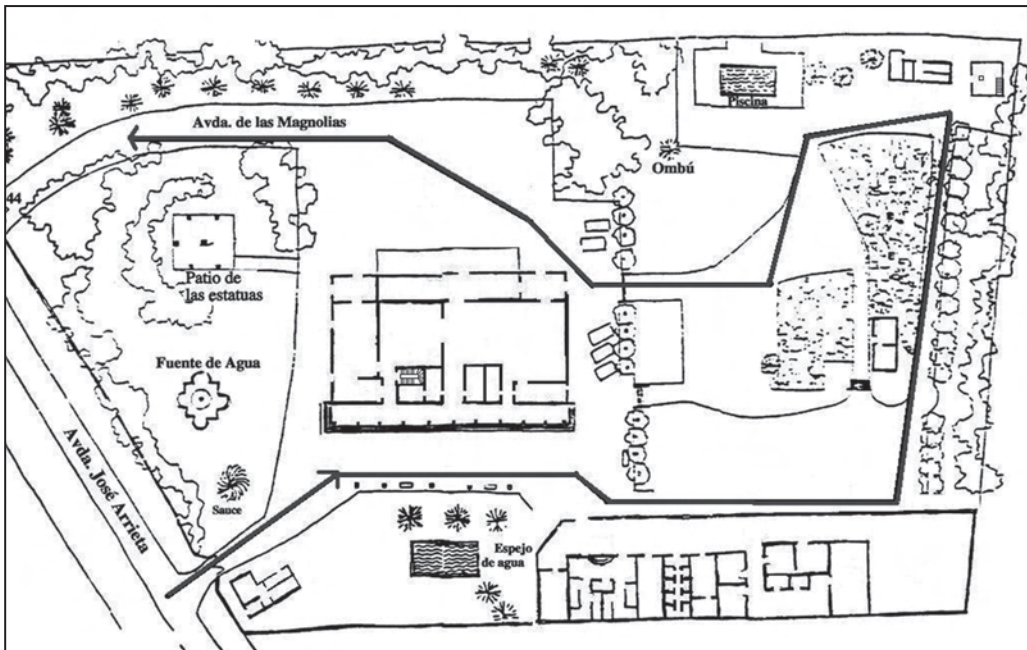 Piscina
Avda. de las Magnolias
Ombú
44
Patio de
las estatuas
Fuente de Agua
Avda. José Arrieta
Sauce
Espejo
de agua